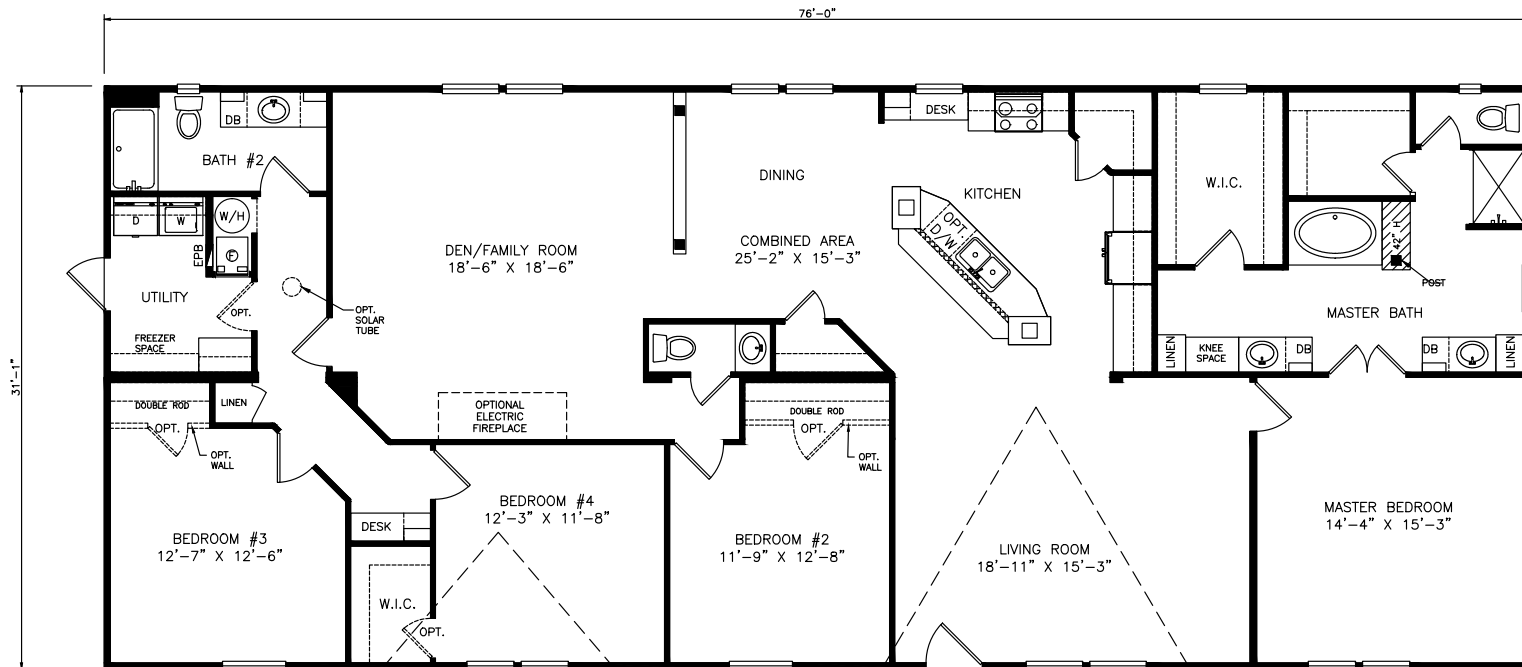 76'-0"
31'-1"
DB
BATH #2
D
W
W/H
EPB
F
UTILITY
OPT.
FREEZER
SPACE
OPT.
SOLAR
TUBE
DEN/FAMILY ROOM
18'-6" X 18'-6"
OPTIONAL
ELECTRIC
FIREPLACE
DINING
COMBINED AREA
25'-2" X 15'-3"
DESK
KITCHEN
OPT.
D/W
W.I.C.
42" H
POST
MASTER BATH
LINEN
KNEE
SPACE
DB
DB
LINEN
DOUBLE ROD
OPT.
OPT.
WALL
LINEN
BEDROOM #3
12'-7" X 12'-6"
DESK
W.I.C.
OPT.
BEDROOM #4
12'-3" X 11'-8"
DOUBLE ROD
OPT.
OPT.
WALL
BEDROOM #2
11'-9" X 12'-8"
LIVING ROOM
18'-11" X 15'-3"
MASTER BEDROOM
14'-4" X 15'-3"